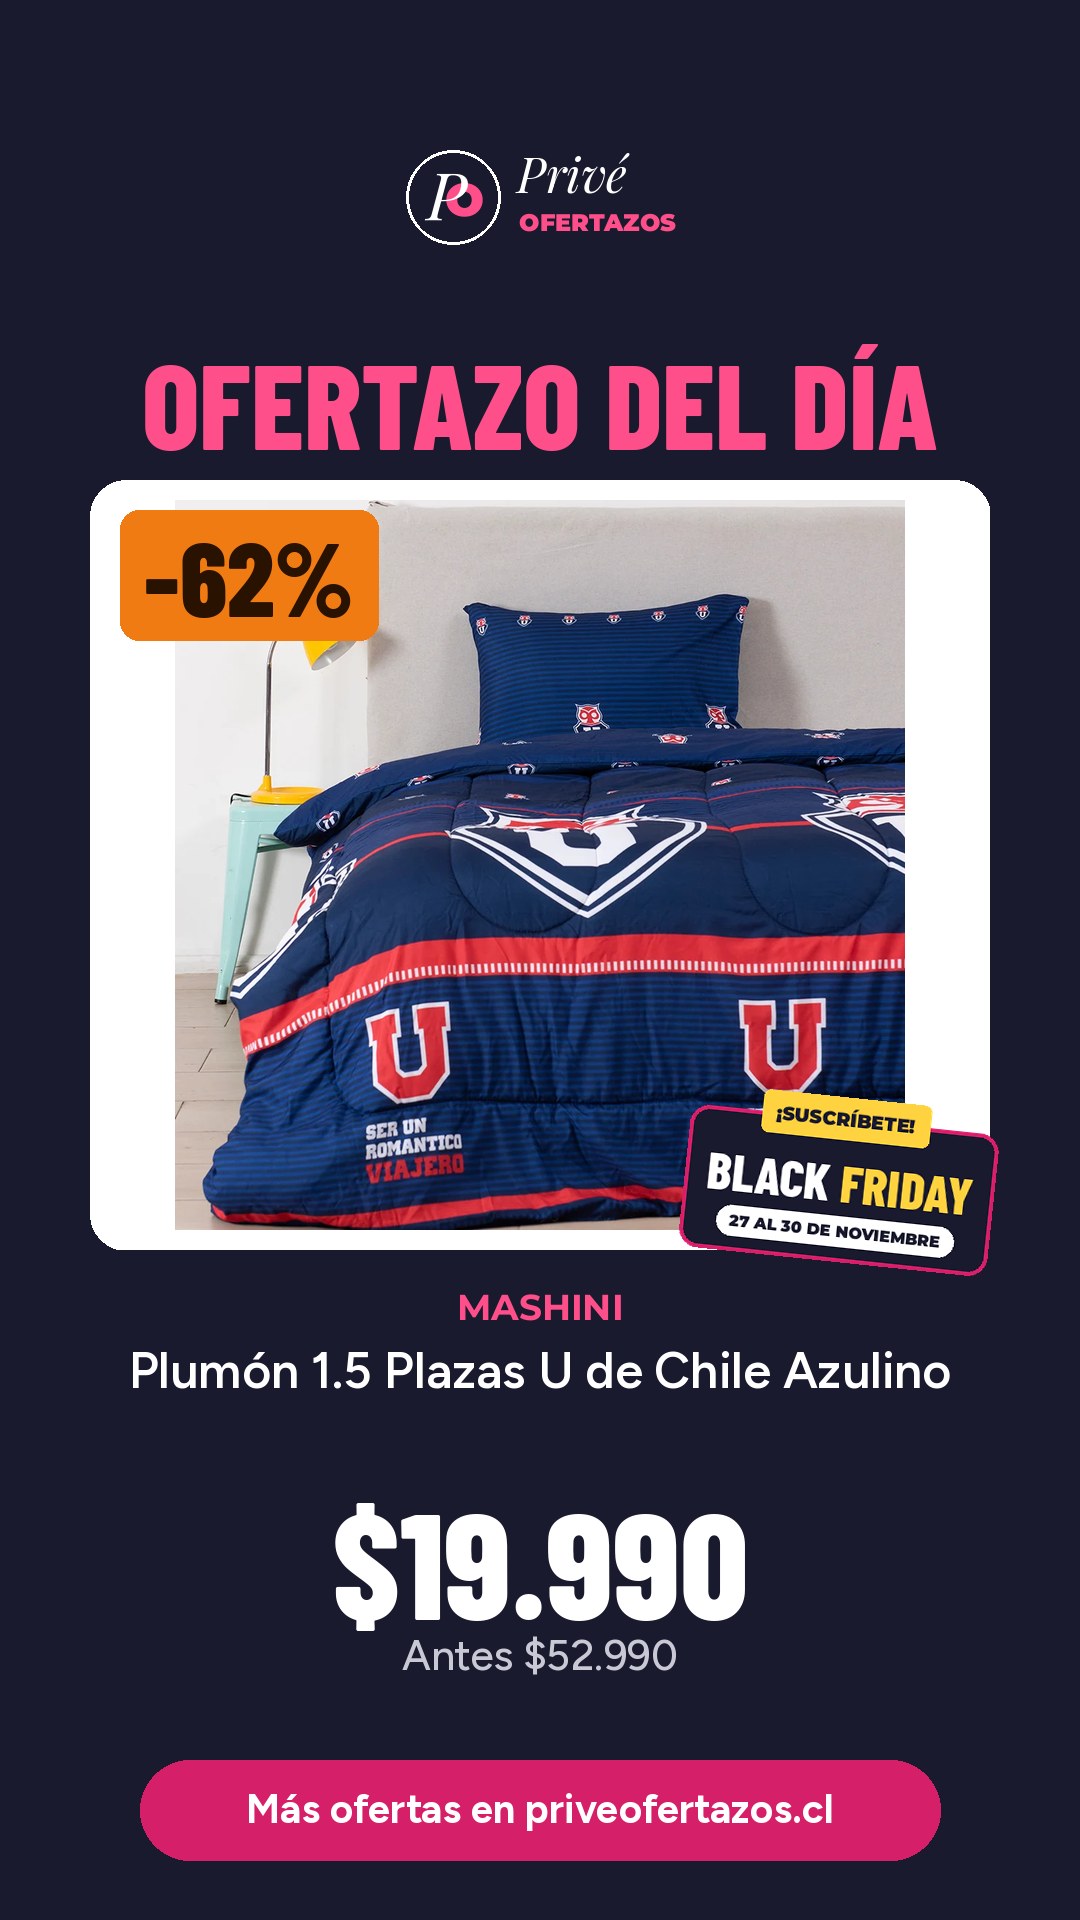 PO
Privé
OFERTAZOS
OFERTAZO DEL DÍA
-62%
U
U U
SER UN
ROMANTICO
VIAJERO
¡SUSCRÍBETE!
BLACK FRIDAY
27 AL 30 DE NOVIEMBRE
MASHINI
Plumón 1.5 Plazas U de Chile Azulino
$19.990
Antes $52.990
Más ofertas en priveofertazos.cl